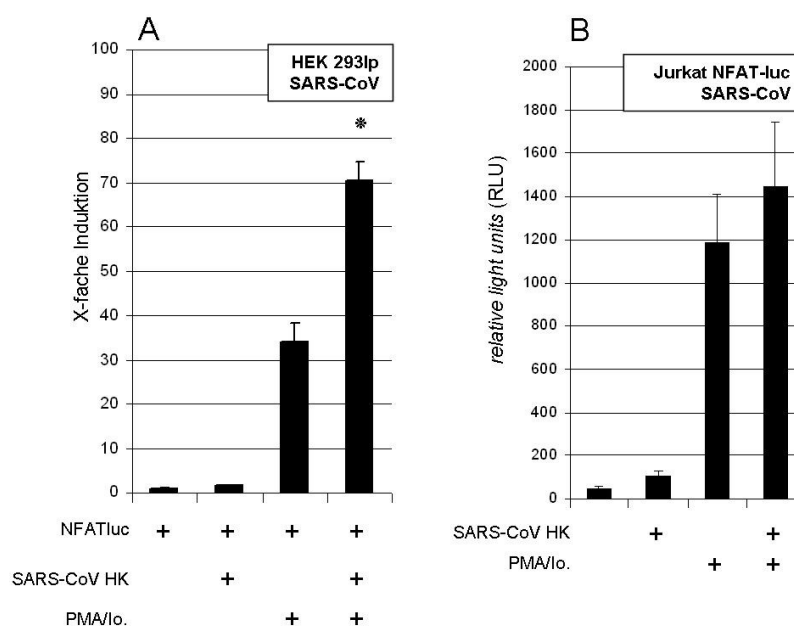 A
HEK 293lp
SARS-CoV
*
X-fache Induktion
100
90
80
70
60
50
40
30
20
10
0
NFATluc + + + +
SARS-CoV HK + +
PMA/Io. + +
B
Jurkat NFAT-luc
SARS-CoV
relative light units (RLU)
2000
1800
1600
1400
1200
1000
800
600
400
200
0
SARS-CoV HK + +
PMA/Io. + +